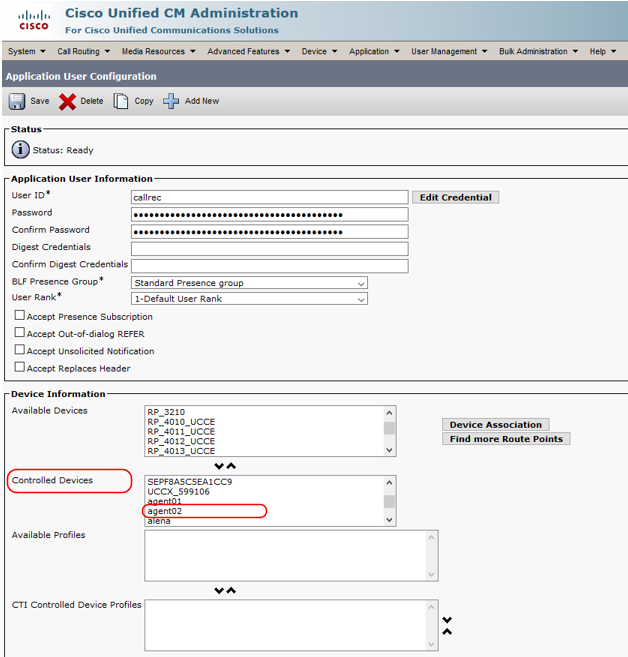 CISCO
Cisco Unified CM Administration
For Cisco Unified Communications Solutions
System Call Routing Media Resources Advanced Features Device Application User Management Bulk Administration Help
Application User Configuration
Save Delete Copy Add New
Status
i Status: Ready
Application User Information
User ID* callrec Edit Credential
Password
Confirm Password
Digest Credentials
Confirm Digest Credentials
BLF Presence Group* Standard Presence group
User Rank* 1-Default User Rank
Accept Presence Subscription
Accept Out-of-dialog REFER
Accept Unsolicited Notification
Accept Replaces Header
Device Information
Available Devices
RP_3210
RP_4010_UCCE
RP_4011_UCCE
RP_4012_UCCE
RP_4013_UCCE
Device Association
Find more Route Points
Controlled Devices
SEPF8A5C5EA1CC9
UCCX_599106
agent01
agent02
alena
Available Profiles
CTI Controlled Device Profiles